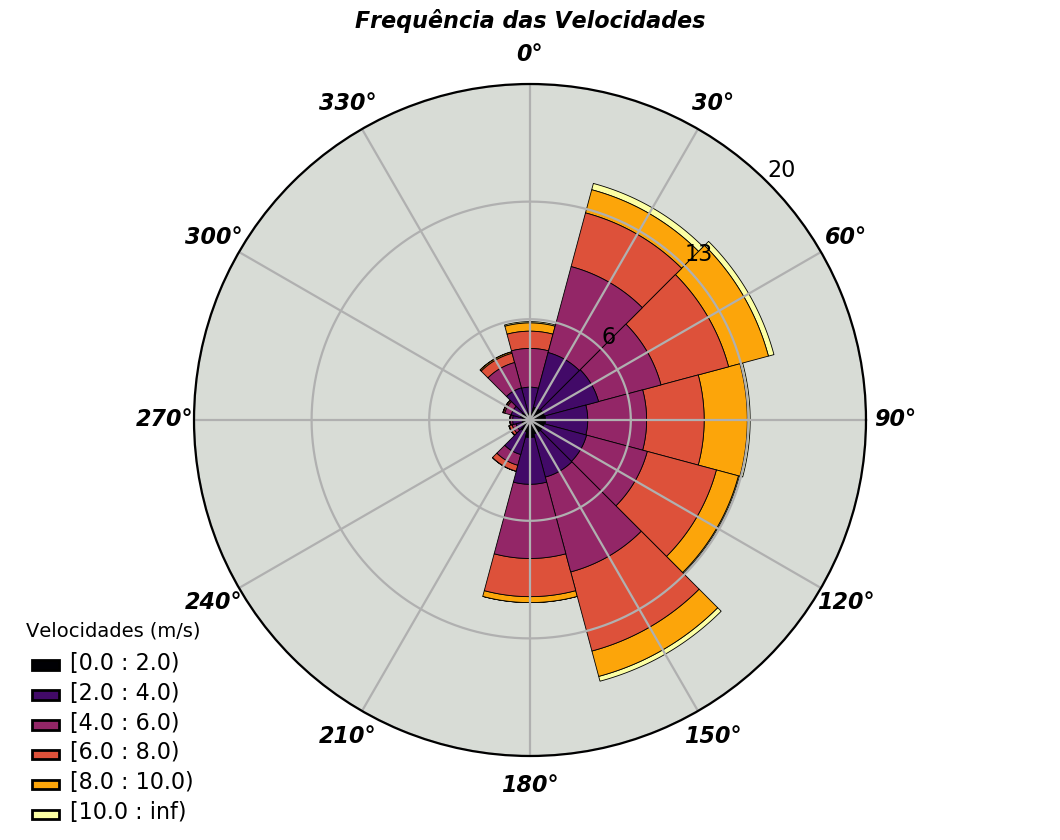 Frequência das Velocidades
0°
330°
30°
20
300°
60°
13
6
270°
90°
240°
120°
Velocidades (m/s)
[0.0 : 2.0)
[2.0 : 4.0)
[4.0 : 6.0)
210°
150°
[6.0 : 8.0)
180°
[8.0 : 10.0)
[10.0 : inf)